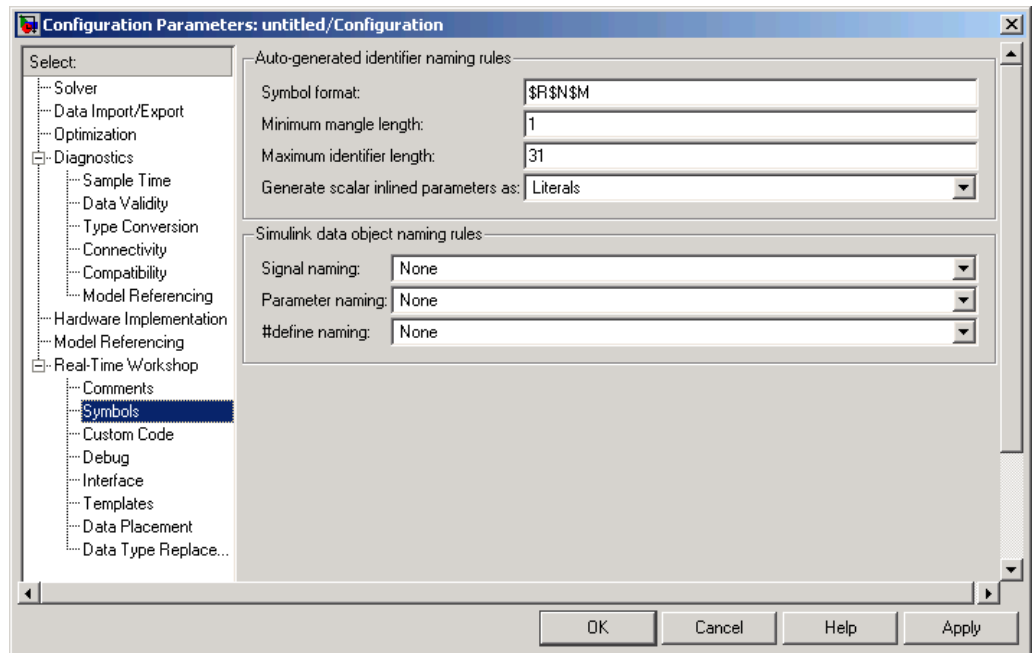 Configuration Parameters: untitled/Configuration
Select:
Solver
Data Import/Export
Optimization
Diagnostics
Sample Time
Data Validity
Type Conversion
Connectivity
Compatibility
Model Referencing
Hardware Implementation
Model Referencing
Real-Time Workshop
Comments
Symbols
Custom Code
Debug
Interface
Templates
Data Placement
Data Type Replace...
Auto-generated identifier naming rules
Symbol format: $R$N$M
Minimum mangle length: 1
Maximum identifier length: 31
Generate scalar inlined parameters as: Literals
Simulink data object naming rules
Signal naming: None
Parameter naming: None
#define naming: None
OK Cancel Help Apply